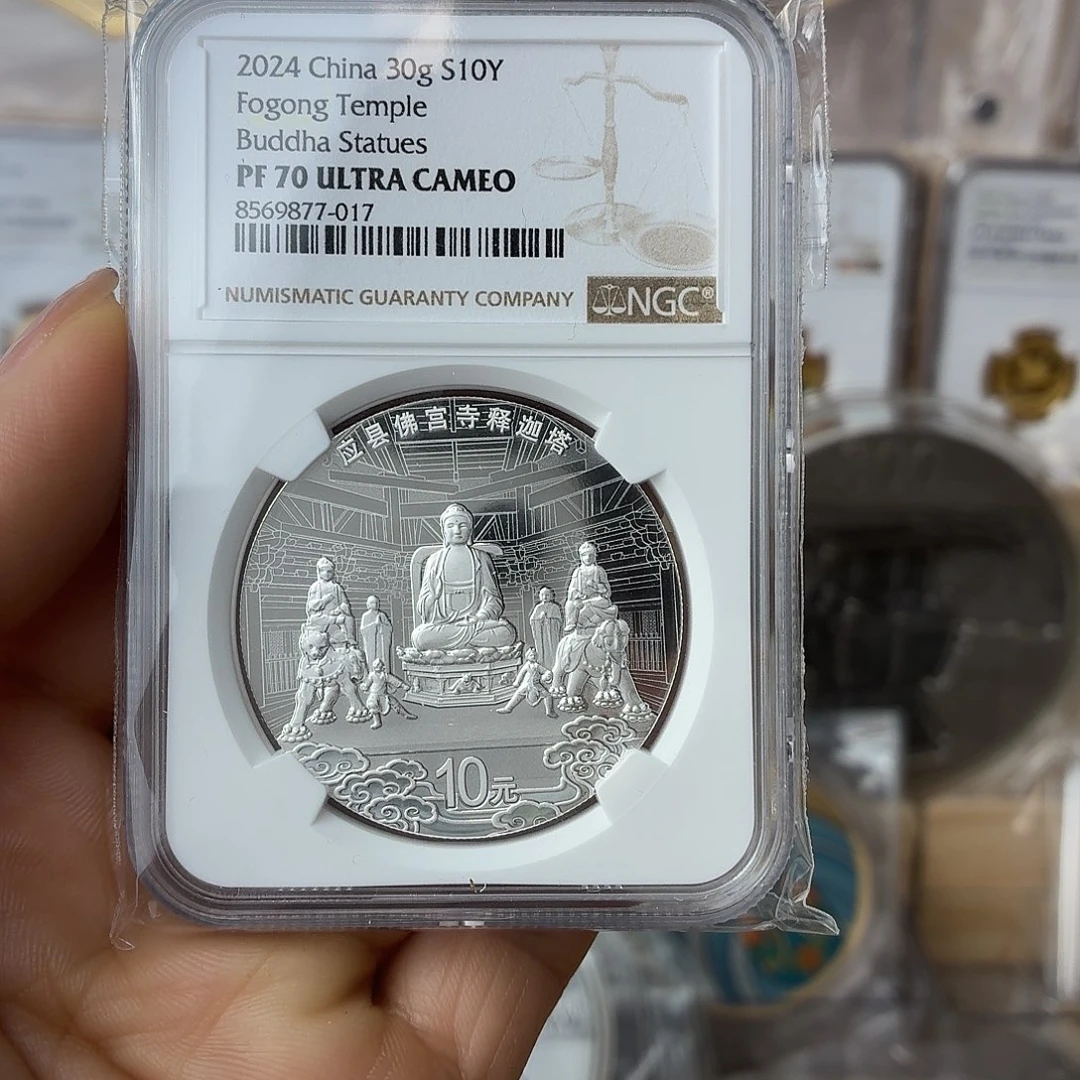 2024 China 30g S10Y
Fogong Temple
Buddha Statues
PF 70 ULTRA CAMEO
8569877-017
NUMISMATIC GUARANTY COMPANY
NGC®
应县佛宫寺释迦塔
10元